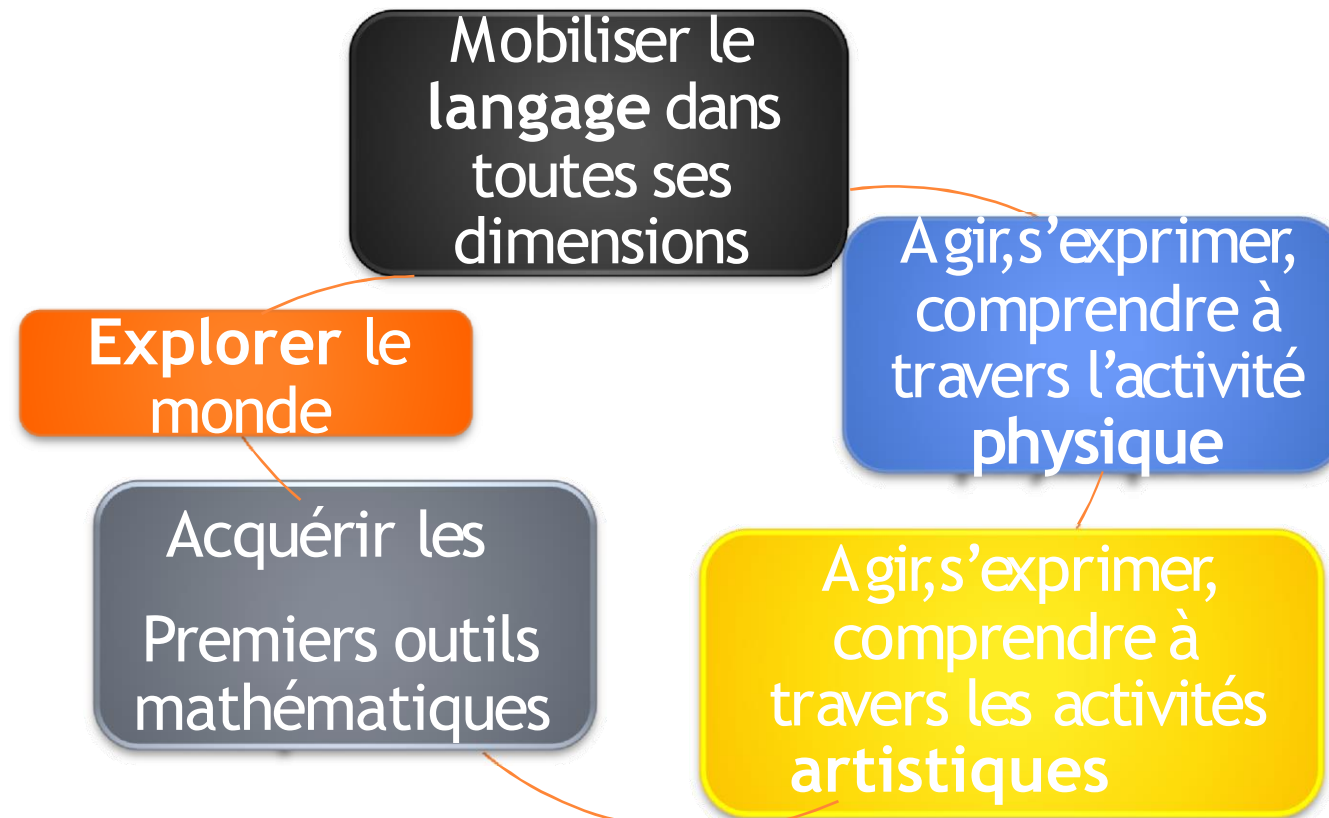 Mobiliser le
langage dans
toutes ses
dimensions
Agir,s’exprimer,
comprendre à
travers l’activité
physique
Explorer le
monde
Acquérir les
Premiers outils
mathématiques
Agir,s’exprimer,
comprendre à
travers les activités
artistiques